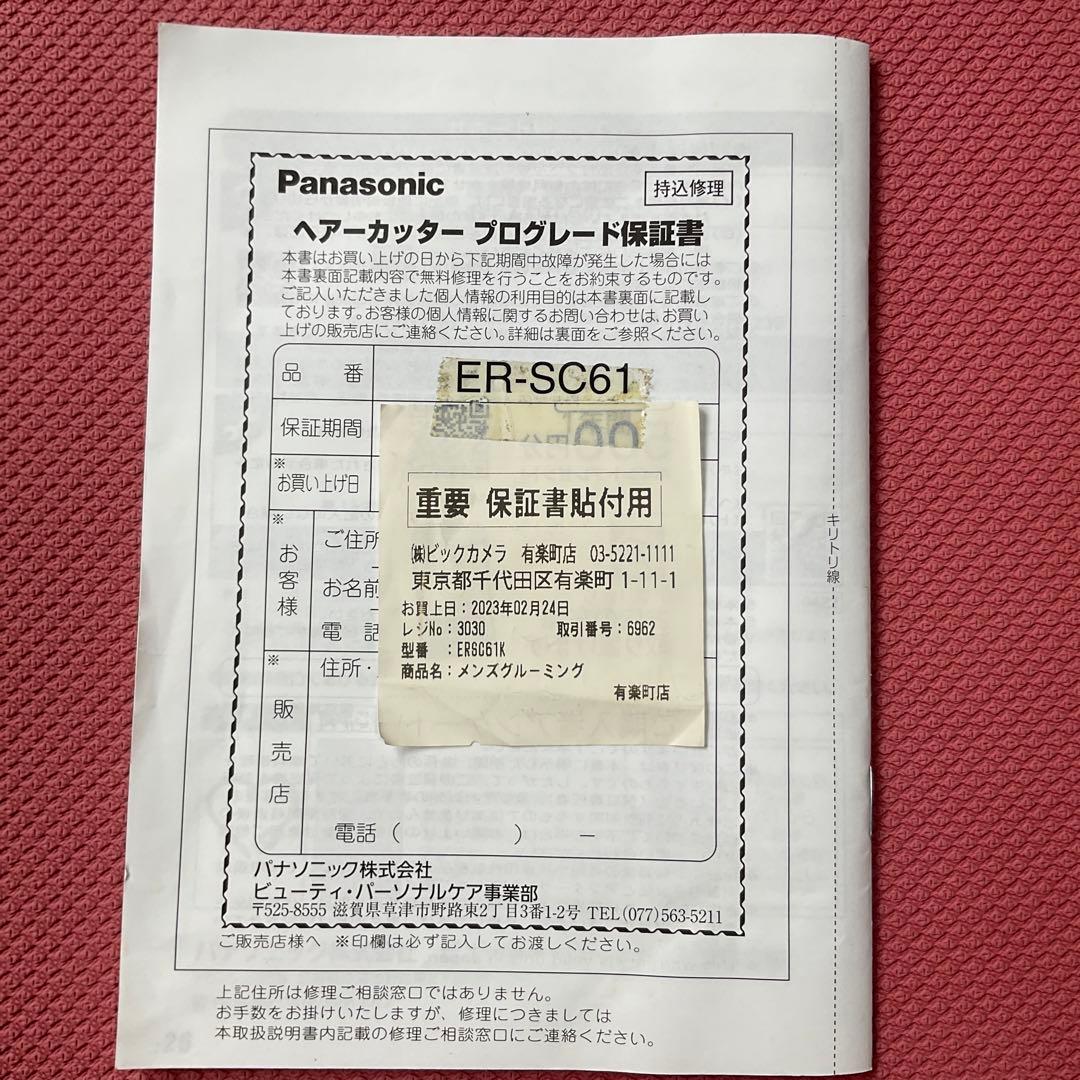 Panasonic
持込修理
ヘアーカッター プログレード保証書
本書はお買い上げの日から下記期間中故障が発生した場合には
本書裏面記載内容で無料修理を行うことをお約束するものです。
ご記入いただきました個人情報の利用目的は本書裏面に記載し
ております。お客様の個人情報に関するお問い合わせは、お買い
上げの販売店にご連絡ください。詳細は裏面をご参照ください。
品 番
ER-SC61
保証期間
※お買い上げ日
重要 保証書貼付用
㈱ビックカメラ 有楽町店 03-5221-1111
東京都千代田区有楽町 1-11-1
お買上日:2023年02月24日
レジNo:3030 取引番号:6962
型番 :ERSC61K
商品名:メンズグルーミング
有楽町店
※お客様
ご住所
お名前
電 話
※販売店
住所・
電話( ) −
パナソニック株式会社
ビューティ・パーソナルケア事業部
〒525-8555 滋賀県草津市野路東2丁目3番1-2号 TEL(077)563-5211
ご販売店様へ ※印欄は必ず記入してお渡しください。
上記住所は修理ご相談窓口ではありません。
お手数をお掛けいたしますが、修理につきましては
本取扱説明書内記載の修理ご相談窓口にご連絡ください。
キリトリ線